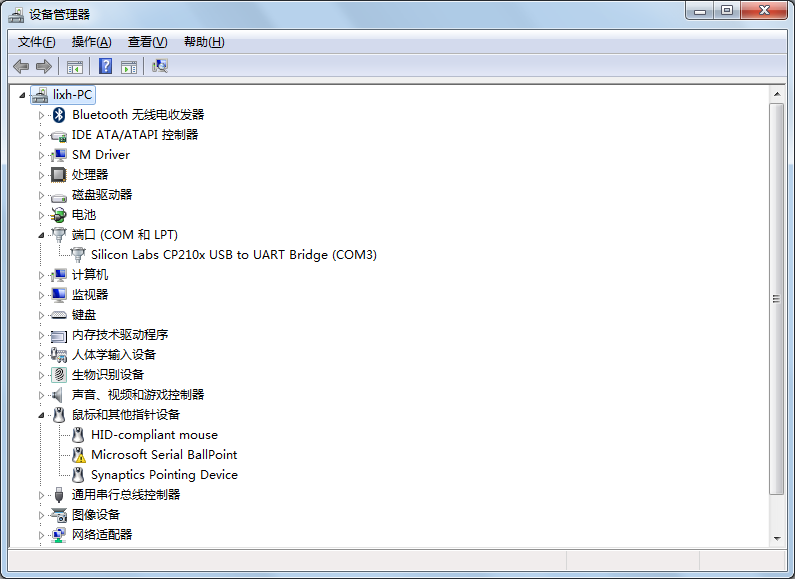 设备管理器
文件(F) 操作(A) 查看(V) 帮助(H)
lixh-PC
Bluetooth 无线电收发器
IDE ATA/ATAPI 控制器
SM Driver
处理器
磁盘驱动器
电池
端口 (COM 和 LPT)
Silicon Labs CP210x USB to UART Bridge (COM3)
计算机
监视器
键盘
内存技术驱动程序
人体学输入设备
生物识别设备
声音、视频和游戏控制器
鼠标和其他指针设备
HID-compliant mouse
Microsoft Serial BallPoint
Synaptics Pointing Device
通用串行总线控制器
图像设备
网络适配器